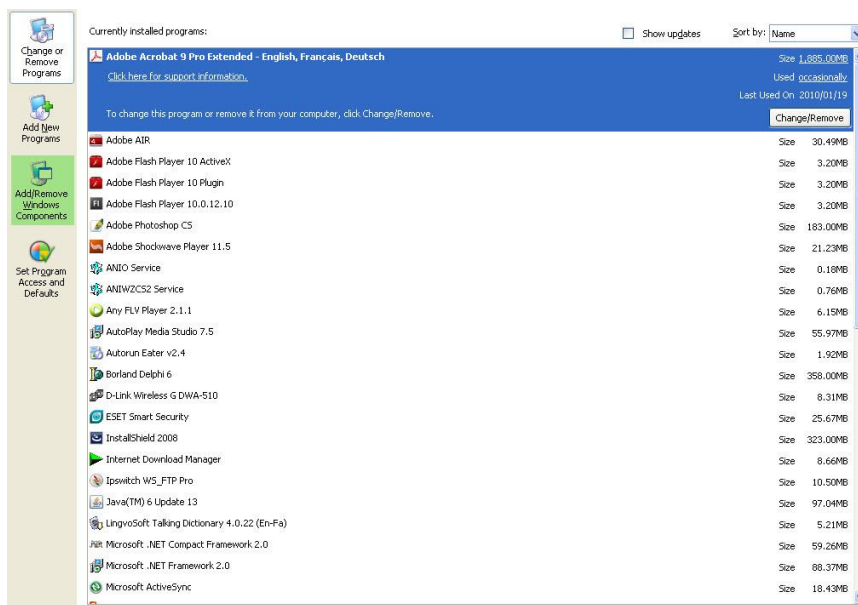 Change or
Remove
Programs
Add New
Programs
Add/Remove
Windows
Components
Set Program
Access and
Defaults
Currently installed programs:
Show updates
Sort by: Name
Adobe Acrobat 9 Pro Extended - English, Français, Deutsch
Size 1,885.00MB
Click here for support information.
Used occasionally
Last Used On 2010/01/19
To change this program or remove it from your computer, click Change/Remove.
Change/Remove
Adobe AIR Size 30.49MB
Adobe Flash Player 10 ActiveX Size 3.20MB
Adobe Flash Player 10 Plugin Size 3.20MB
Adobe Flash Player 10.0.12.10 Size 3.20MB
Adobe Photoshop CS Size 183.00MB
Adobe Shockwave Player 11.5 Size 21.23MB
ANIO Service Size 0.18MB
ANIWZCS2 Service Size 0.76MB
Any FLV Player 2.1.1 Size 6.15MB
AutoPlay Media Studio 7.5 Size 55.97MB
Autorun Eater v2.4 Size 1.92MB
Borland Delphi 6 Size 358.00MB
D-Link Wireless G DWA-510 Size 8.31MB
ESET Smart Security Size 25.67MB
InstallShield 2008 Size 323.00MB
Internet Download Manager Size 8.66MB
Ipswitch WS_FTP Pro Size 10.50MB
Java(TM) 6 Update 13 Size 97.04MB
LingvoSoft Talking Dictionary 4.0.22 (En-Fa) Size 5.21MB
Microsoft .NET Compact Framework 2.0 Size 59.26MB
Microsoft .NET Framework 2.0 Size 88.37MB
Microsoft ActiveSync Size 18.43MB